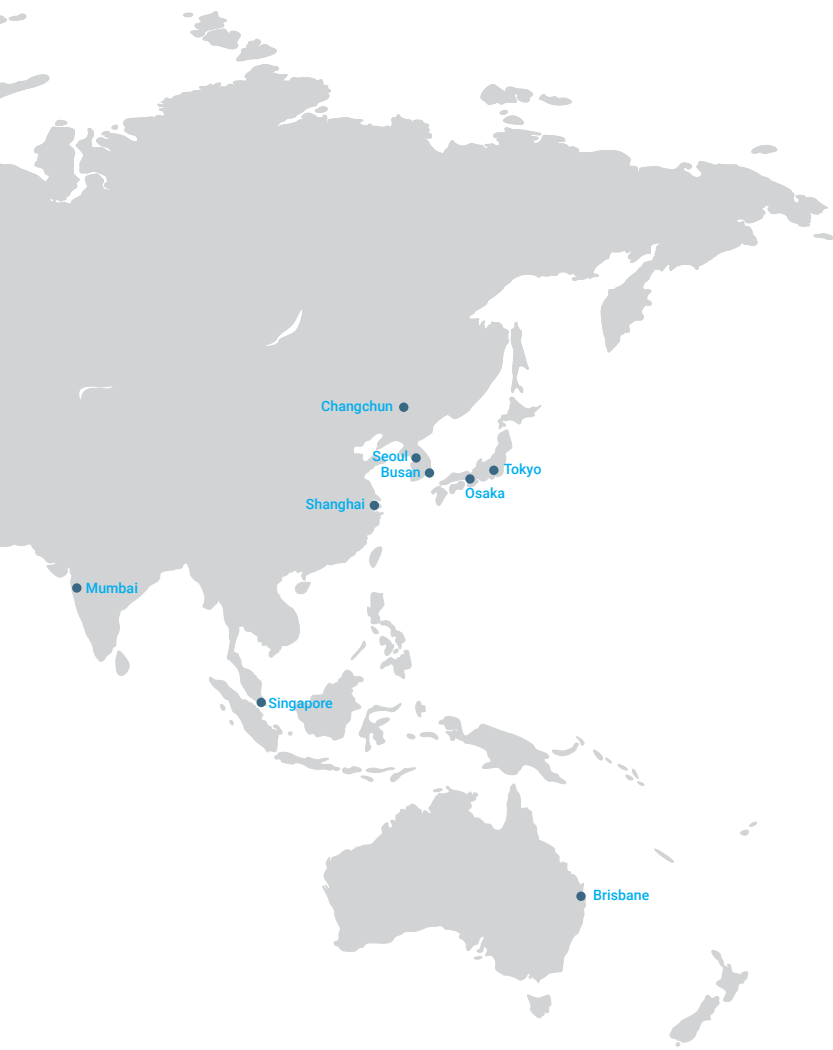 Changchun
Seoul
Busan
Tokyo
Osaka
Shanghai
Mumbai
Singapore
Brisbane